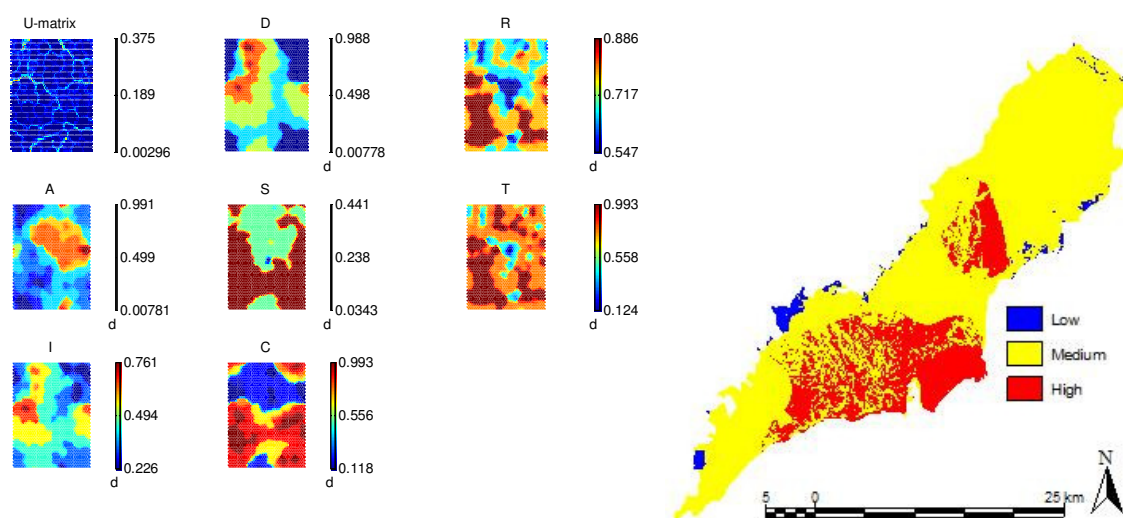 U-matrix
0.375
0.189
0.00296
D
0.988
0.498
0.00778
d
R
0.886
0.717
0.547
d
A
0.991
0.499
0.00781
d
S
0.441
0.238
0.0343
d
T
0.993
0.558
0.124
d
I
0.761
0.494
0.226
d
C
0.993
0.556
0.118
d
Low
Medium
High
N
5 0 25 km